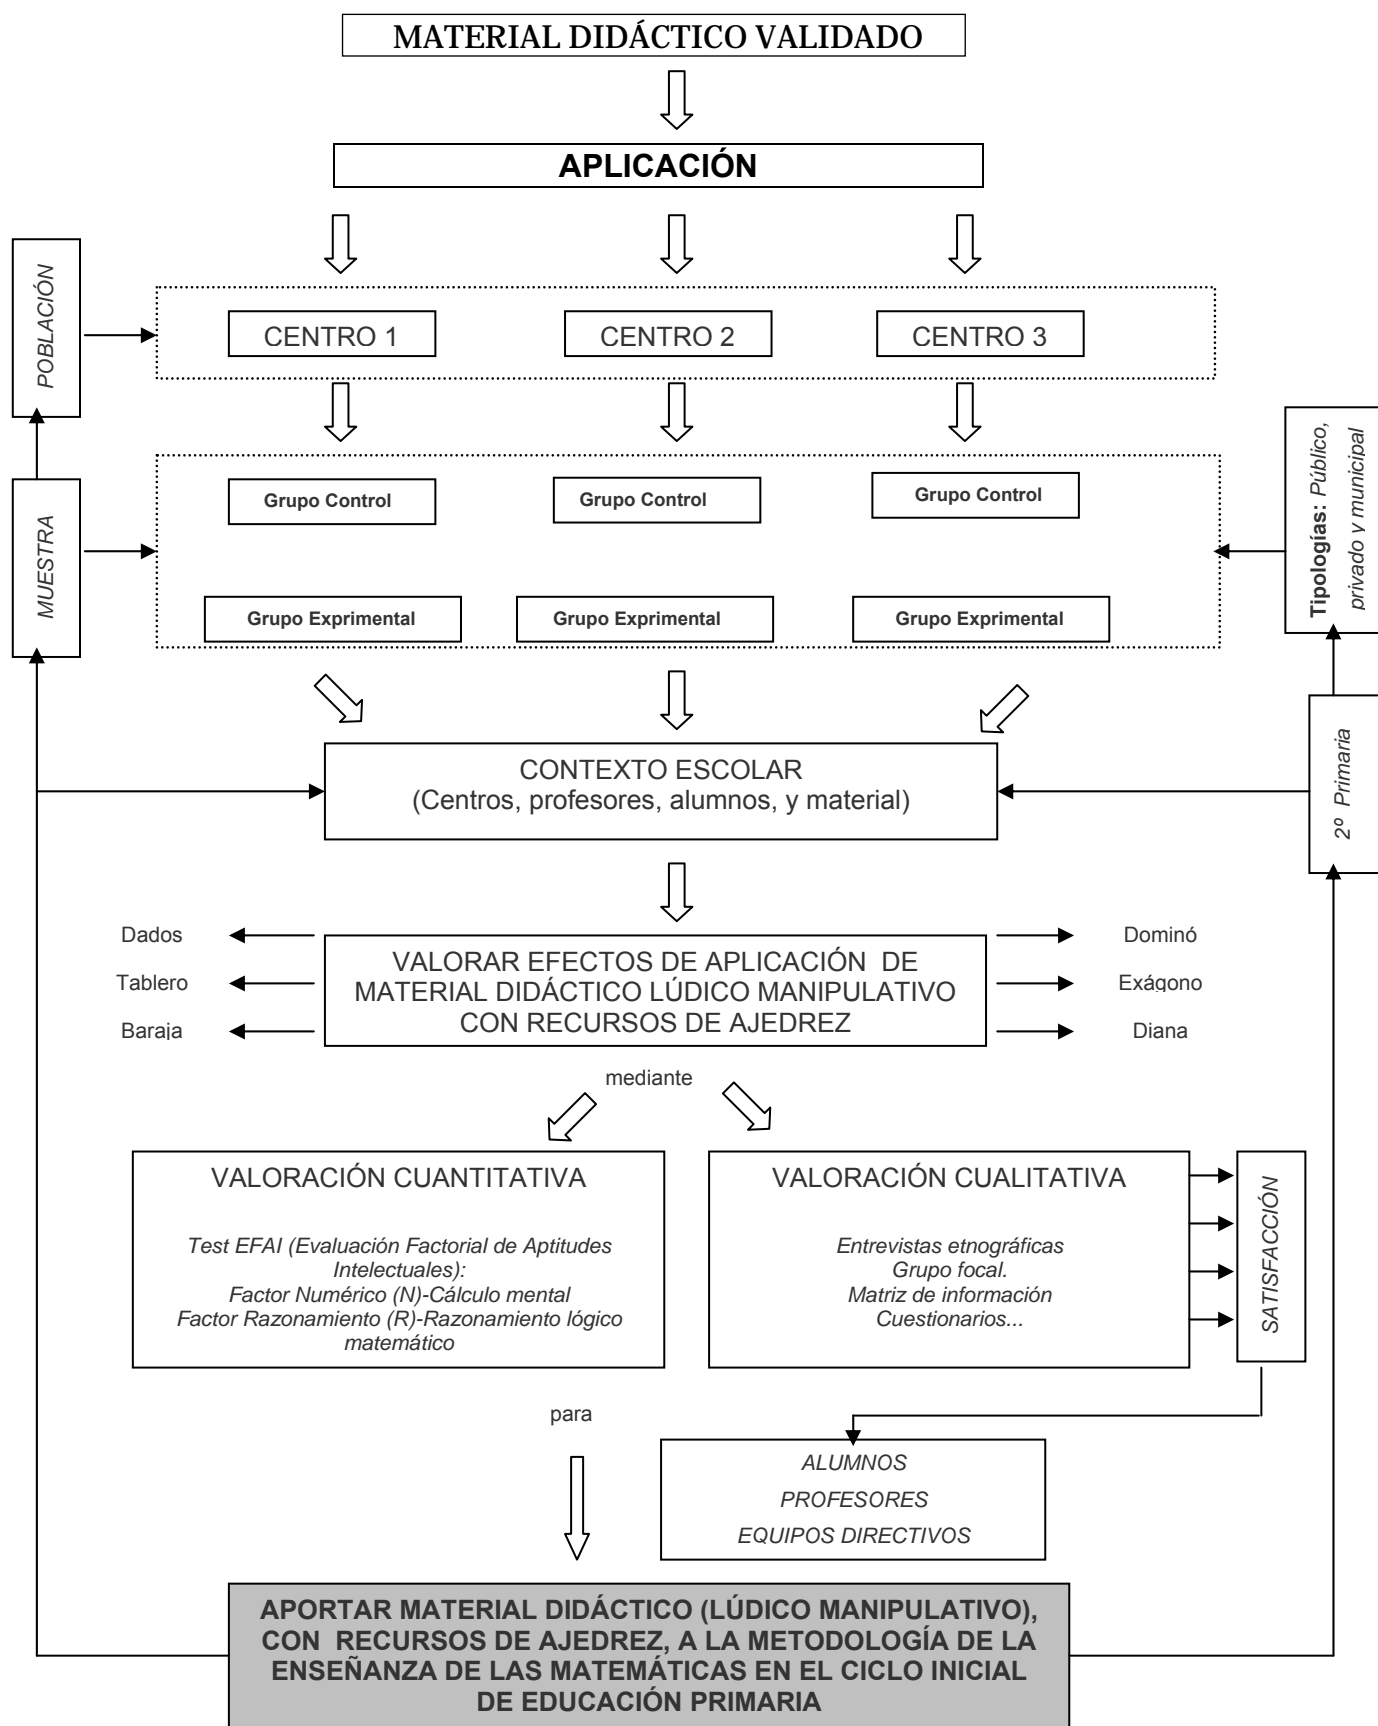 MATERIAL DIDÁCTICO VALIDADO
APLICACIÓN
POBLACIÓN
CENTRO 1
CENTRO 2
CENTRO 3
MUESTRA
Grupo Control
Grupo Control
Grupo Control
Tipologías: Público,
privado y municipal
Grupo Exprimental
Grupo Exprimental
Grupo Exprimental
2º Primaria
CONTEXTO ESCOLAR
(Centros, profesores, alumnos, y material)
Dados
Tablero
Baraja
VALORAR EFECTOS DE APLICACIÓN DE
MATERIAL DIDÁCTICO LÚDICO MANIPULATIVO
CON RECURSOS DE AJEDREZ
Dominó
Exágono
Diana
mediante
VALORACIÓN CUANTITATIVA
Test EFAI (Evaluación Factorial de Aptitudes
Intelectuales):
Factor Numérico (N)-Cálculo mental
Factor Razonamiento (R)-Razonamiento lógico
matemático
VALORACIÓN CUALITATIVA
Entrevistas etnográficas
Grupo focal.
Matriz de información
Cuestionarios...
SATISFACCIÓN
para
ALUMNOS
PROFESORES
EQUIPOS DIRECTIVOS
APORTAR MATERIAL DIDÁCTICO (LÚDICO MANIPULATIVO),
CON RECURSOS DE AJEDREZ, A LA METODOLOGÍA DE LA
ENSEÑANZA DE LAS MATEMÁTICAS EN EL CICLO INICIAL
DE EDUCACIÓN PRIMARIA